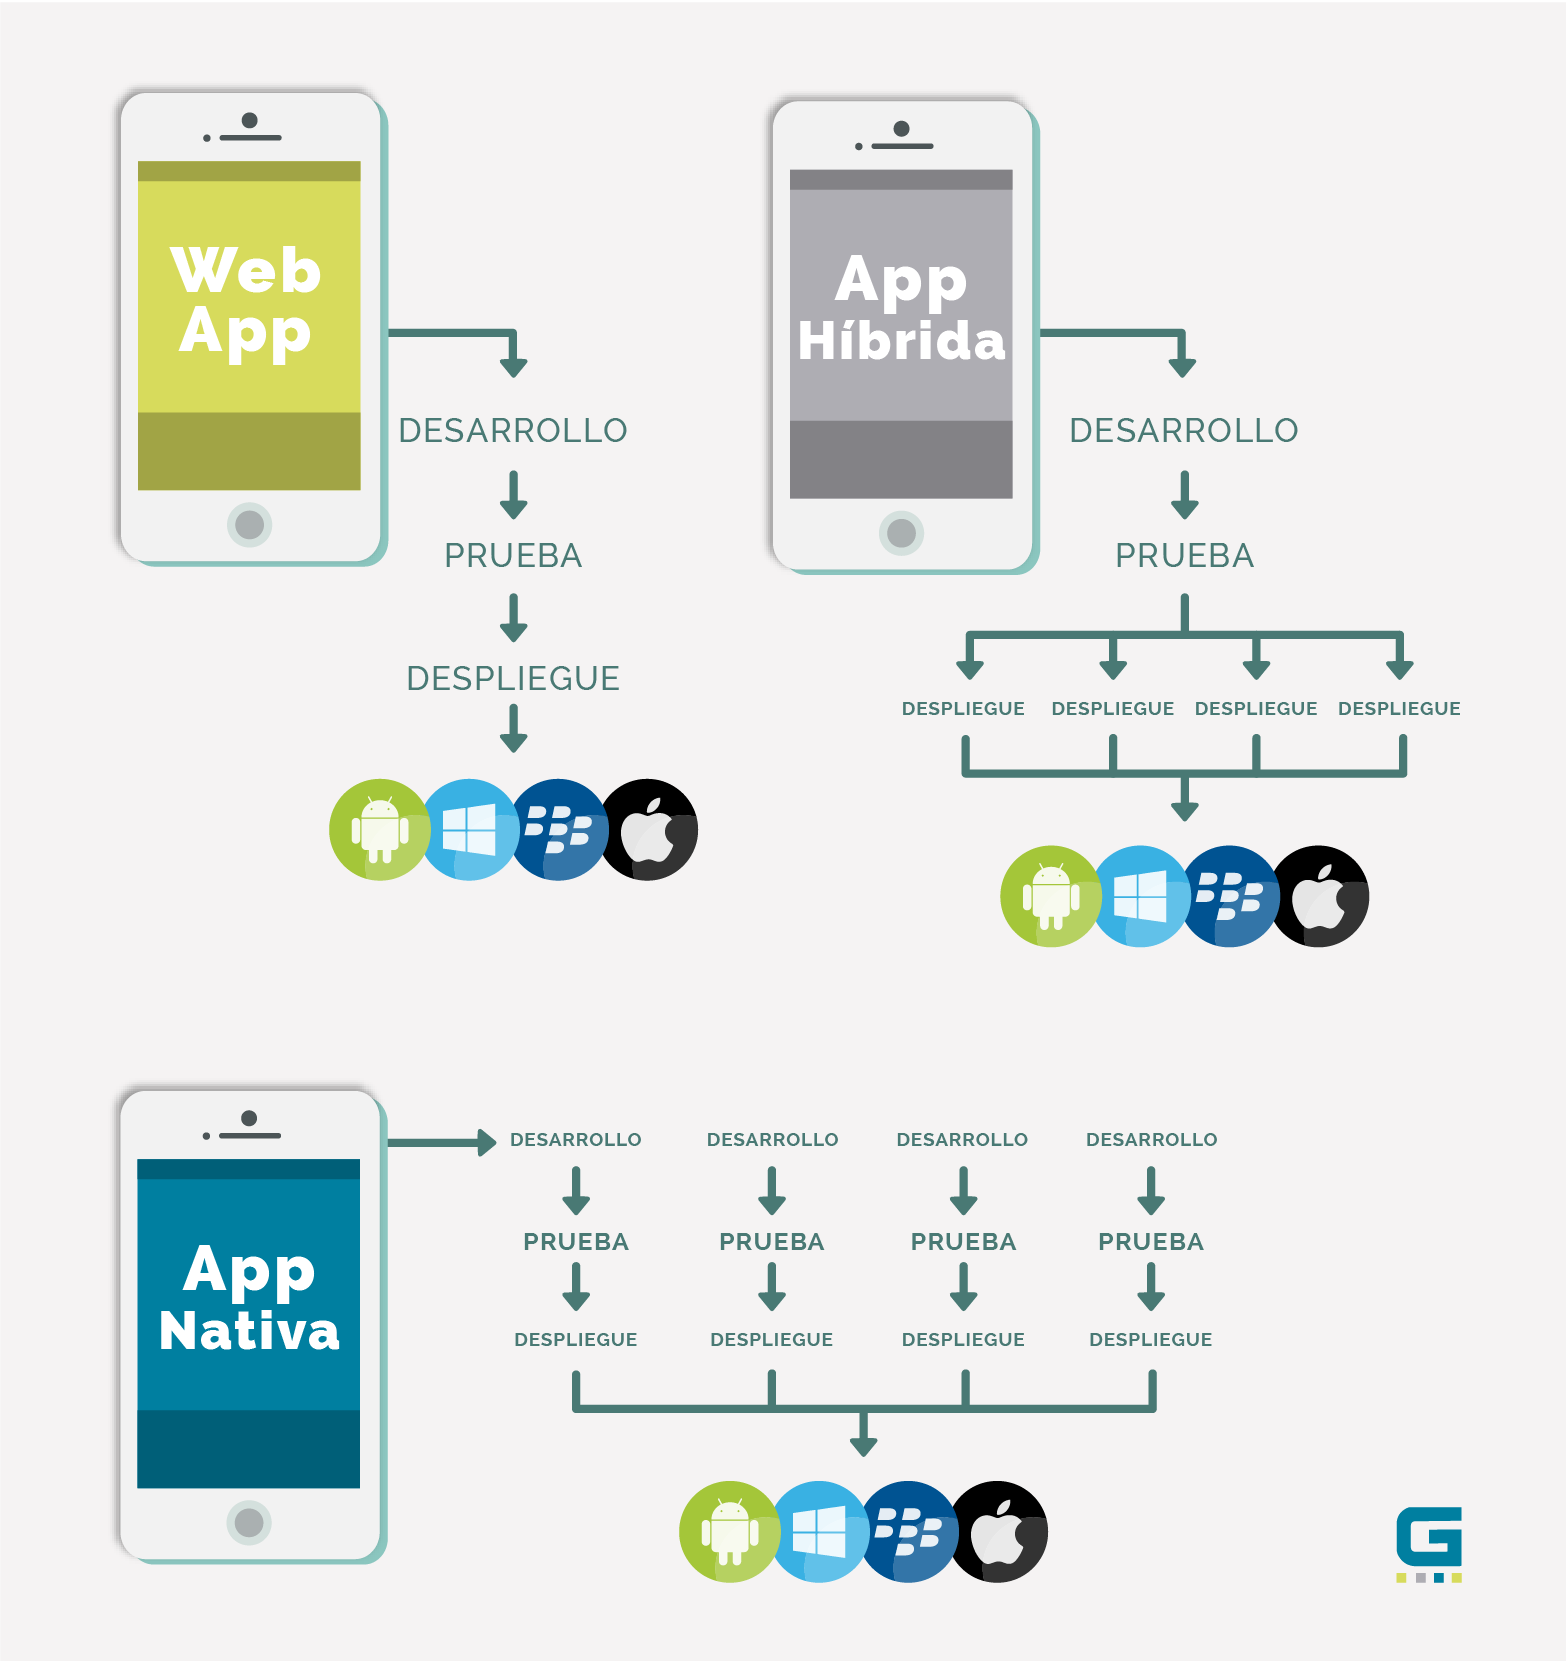 Web
App
DESARROLLO
PRUEBA
DESPLIEGUE
App
Híbrida
DESARROLLO
PRUEBA
DESPLIEGUE DESPLIEGUE DESPLIEGUE DESPLIEGUE
App
Nativa
DESARROLLO DESARROLLO DESARROLLO DESARROLLO
PRUEBA PRUEBA PRUEBA PRUEBA
DESPLIEGUE DESPLIEGUE DESPLIEGUE DESPLIEGUE
G